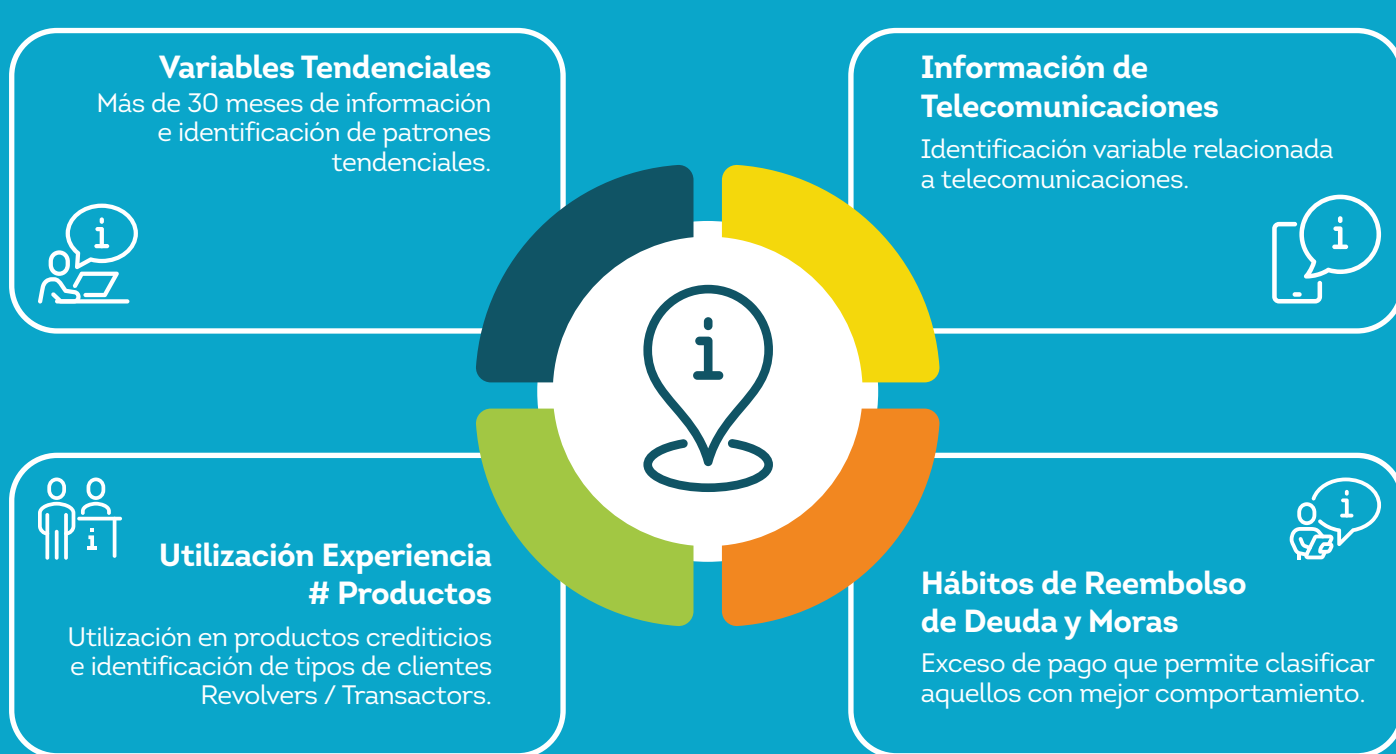 Variables Tendenciales
Más de 30 meses de información
e identificación de patrones
tendenciales.
i
Información de
Telecomunicaciones
Identificación variable relacionada
a telecomunicaciones.
i
i
i
Utilización Experiencia
# Productos
Utilización en productos crediticios
e identificación de tipos de clientes
Revolvers / Transactors.
i
Hábitos de Reembolso
de Deuda y Moras
Exceso de pago que permite clasificar
aquellos con mejor comportamiento.